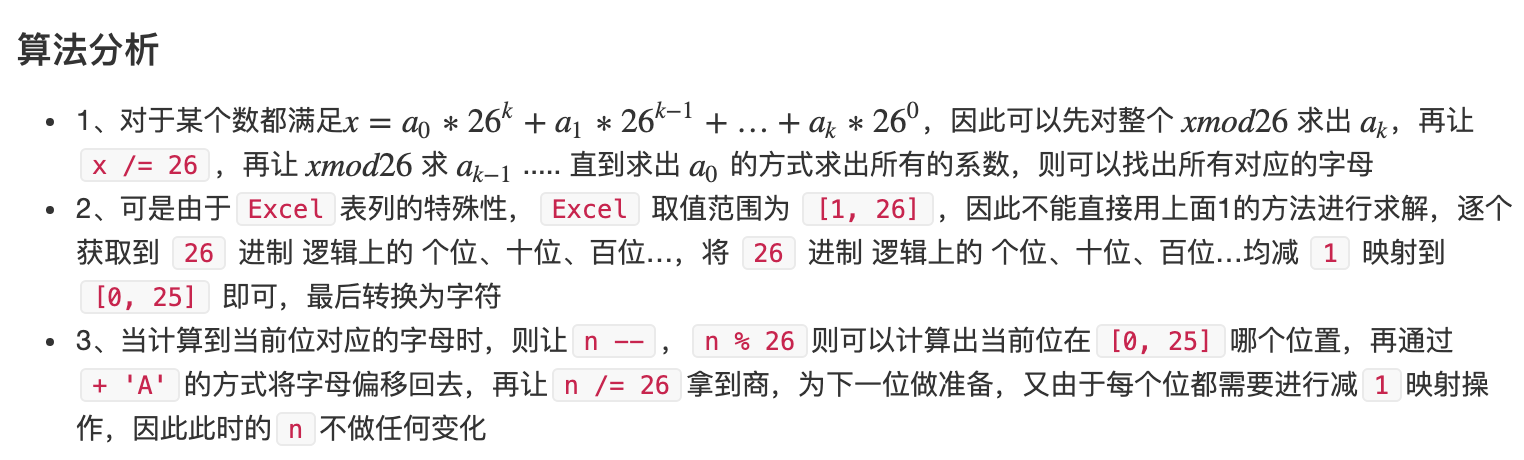 算法分析
1、对于某个数都满足x = a₀ * 26ᵏ + a₁ * 26ᵏ⁻¹ + … + aₖ * 26⁰，因此可以先对整个 xmod26 求出 aₖ，再让
x /= 26 ，再让 xmod26 求 aₖ₋₁ ..... 直到求出 a₀ 的方式求出所有的系数，则可以找出所有对应的字母
2、可是由于 Excel 表列的特殊性， Excel 取值范围为 [1, 26] ，因此不能直接用上面1的方法进行求解，逐个
获取到 26 进制 逻辑上的 个位、十位、百位…，将 26 进制 逻辑上的 个位、十位、百位…均减 1 映射到
[0, 25] 即可，最后转换为字符
3、当计算到当前位对应的字母时，则让 n -- ， n % 26 则可以计算出当前位在 [0, 25] 哪个位置，再通过
+ 'A' 的方式将字母偏移回去，再让 n /= 26 拿到商，为下一位做准备，又由于每个位都需要进行减 1 映射操
作，因此此时的 n 不做任何变化